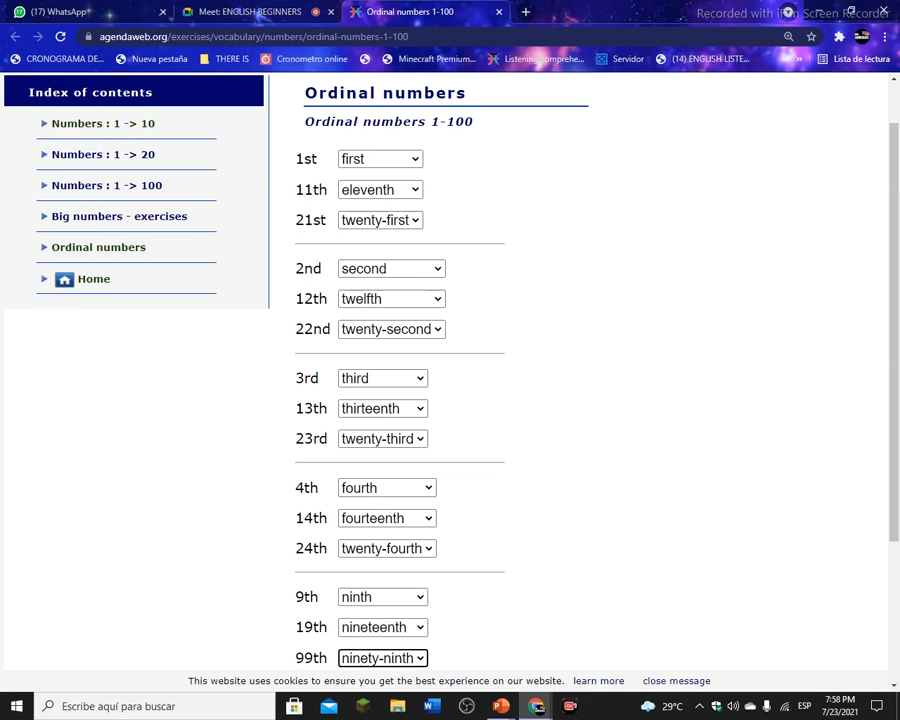 (17) WhatsApp
Meet: ENGLISH BEGINNERS
Ordinal numbers 1-100
Recorded with iTop Screen Recorder
agendaweb.org/exercises/vocabulary/numbers/ordinal-numbers-1-100
CRONOGRAMA DE...
Nueva pestaña
THERE IS
Cronometro online
Minecraft Premium...
Listening comprehe...
Servidor
(14) ENGLISH LISTE...
»
Lista de lectura
Index of contents
Numbers : 1 -> 10
Numbers : 1 -> 20
Numbers : 1 -> 100
Big numbers - exercises
Ordinal numbers
Home
Ordinal numbers
Ordinal numbers 1-100
1st first
11th eleventh
21st twenty-first
2nd second
12th twelfth
22nd twenty-second
3rd third
13th thirteenth
23rd twenty-third
4th fourth
14th fourteenth
24th twenty-fourth
9th ninth
19th nineteenth
99th ninety-ninth
This website uses cookies to ensure you get the best experience on our website. learn more close message
Escribe aquí para buscar
29°C
ESP
7:58 PM
7/23/2021